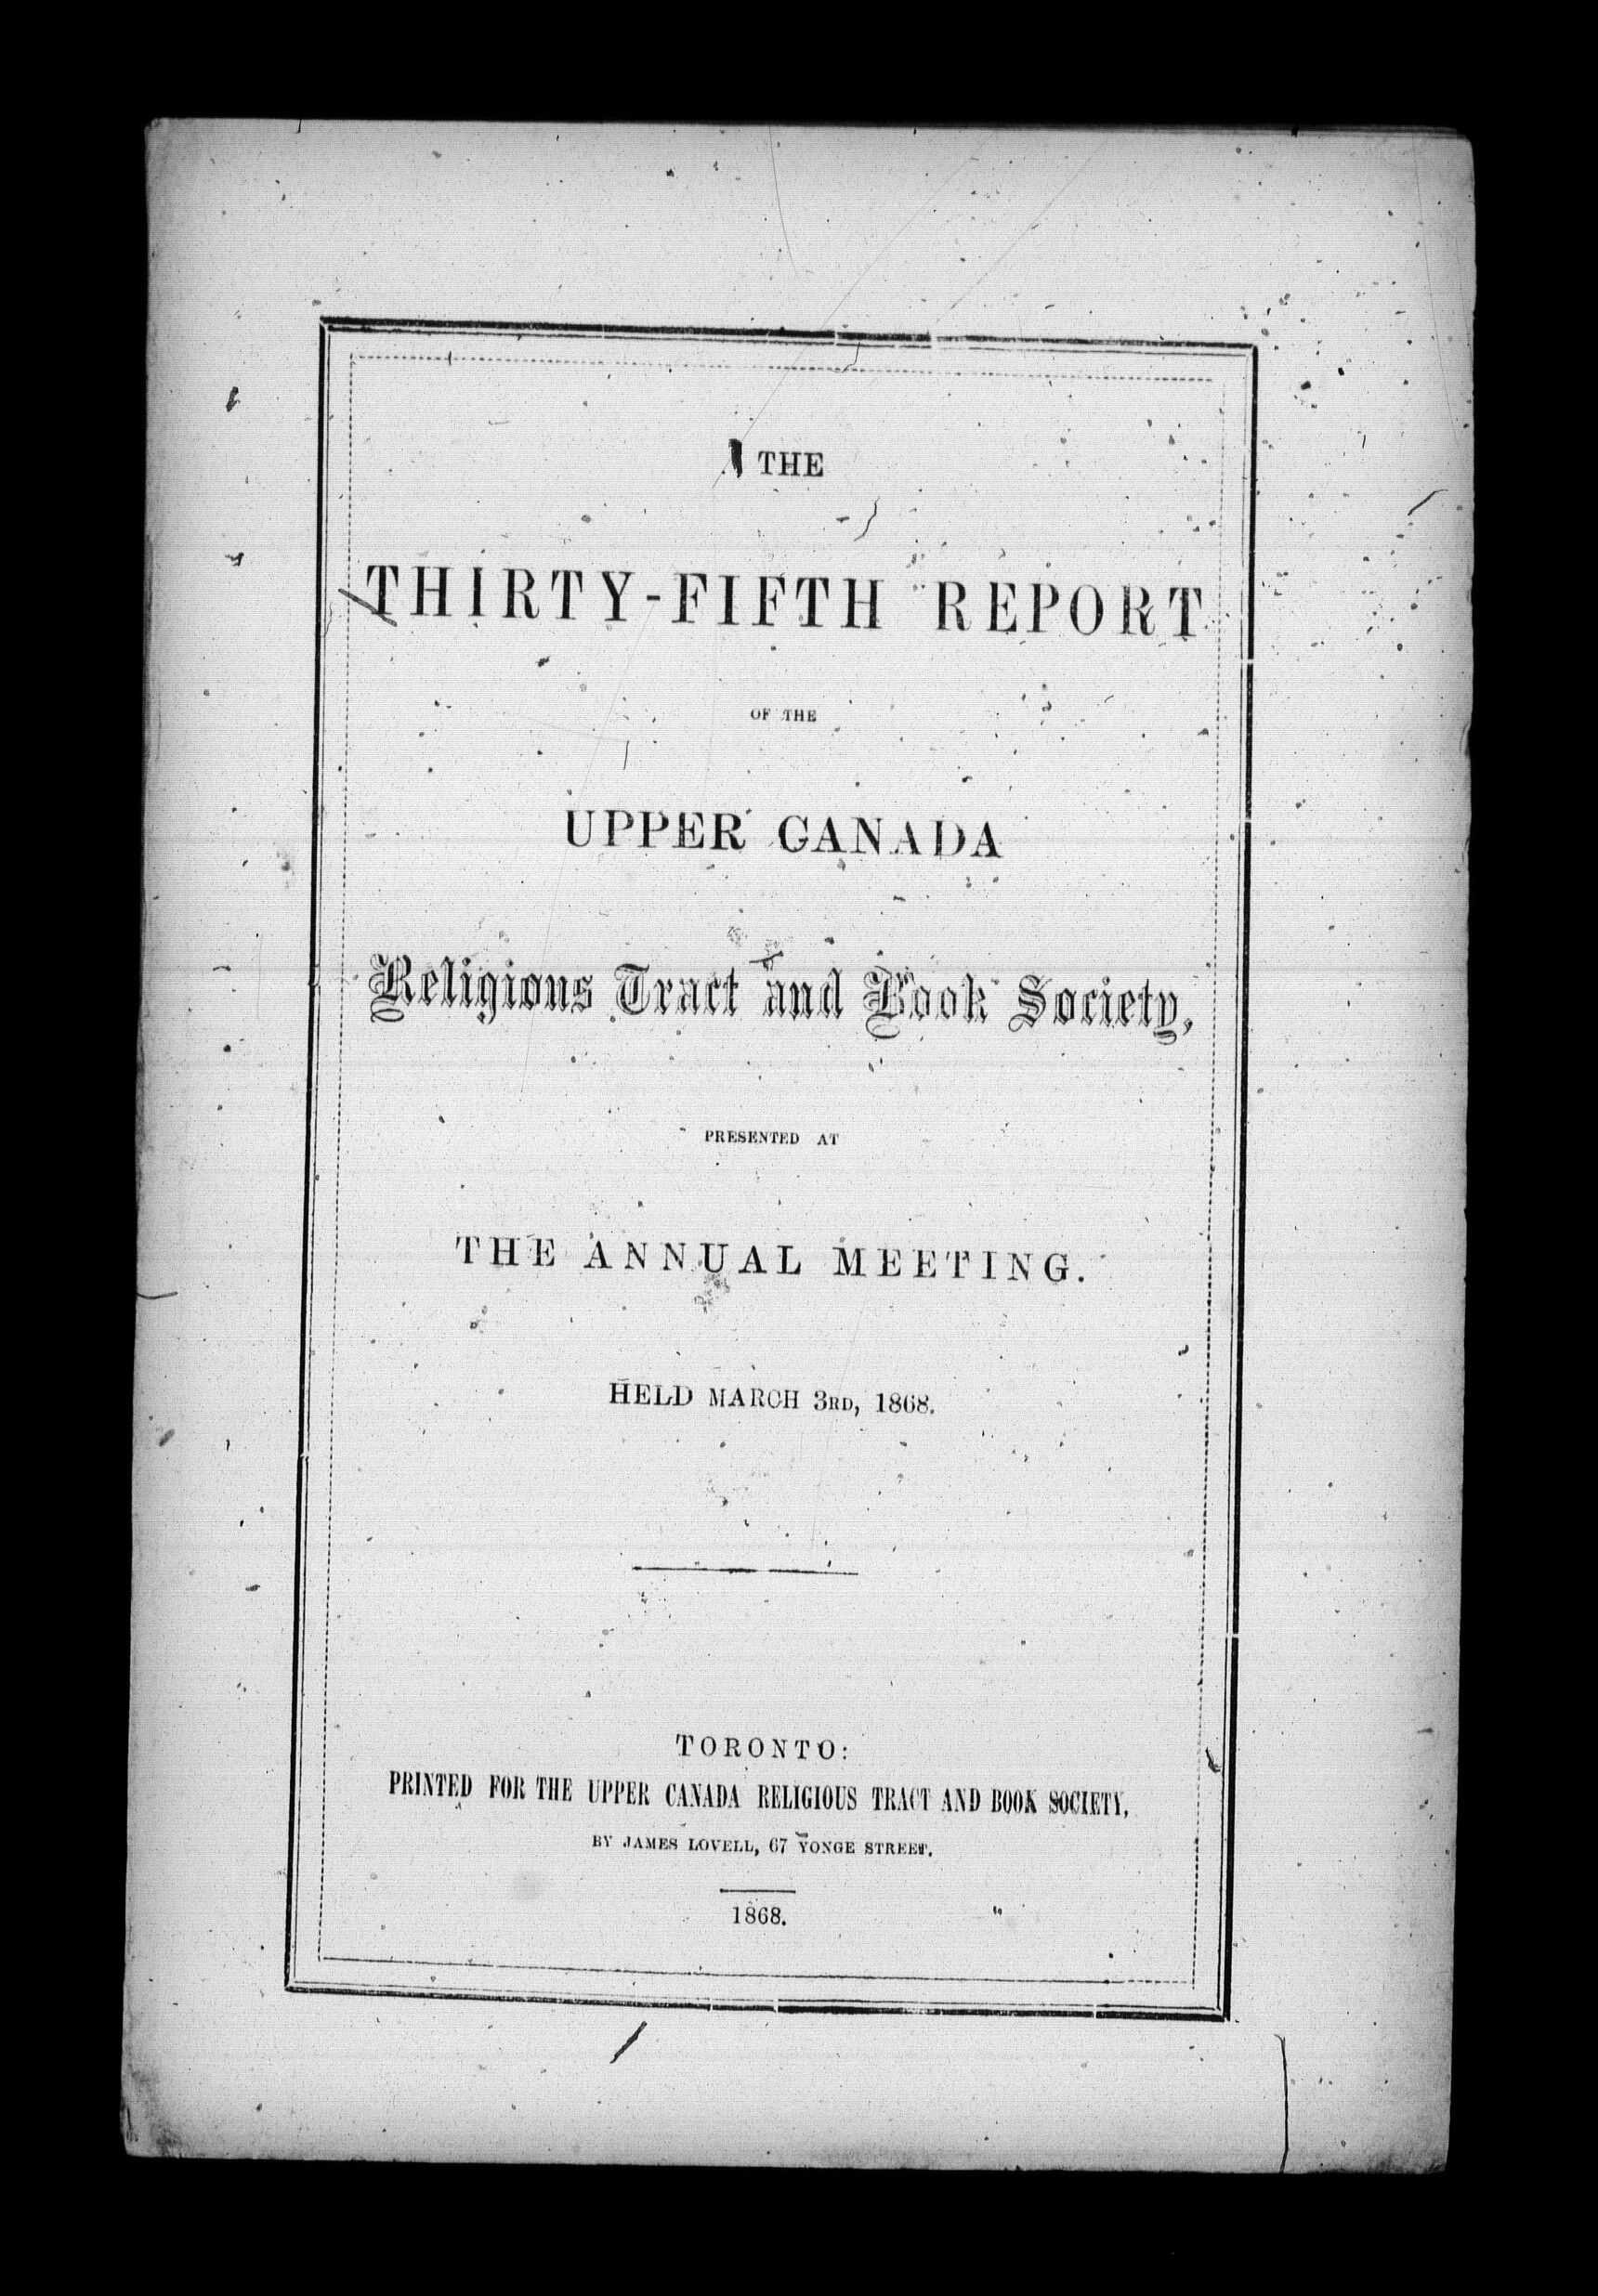 THE
THIRTY-FIFTH REPORT
OF THE
UPPER CANADA
Religious Tract and Book Society,
PRESENTED AT
THE ANNUAL MEETING.
HELD MARCH 3RD, 1868.
TORONTO:
PRINTED FOR THE UPPER CANADA RELIGIOUS TRACT AND BOOK SOCIETY,
BY JAMES LOVELL, 67 YONGE STREET.
1868.